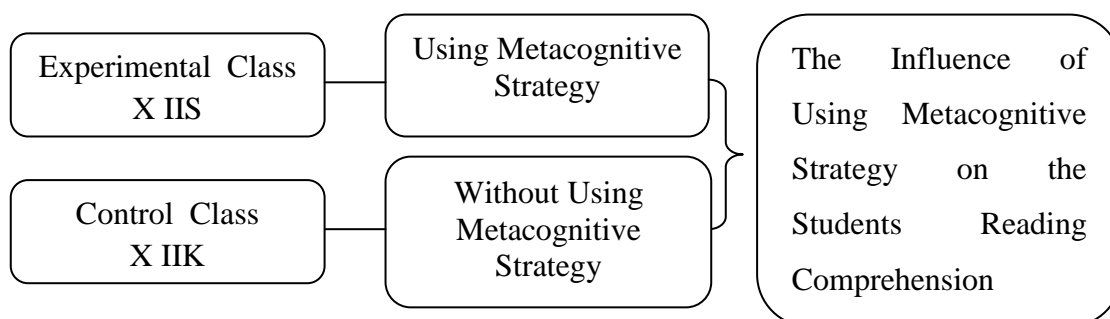 Experimental Class
X IIS
Using Metacognitive
Strategy
Control Class
X IIK
Without Using
Metacognitive
Strategy
The Influence of
Using Metacognitive
Strategy on the
Students Reading
Comprehension